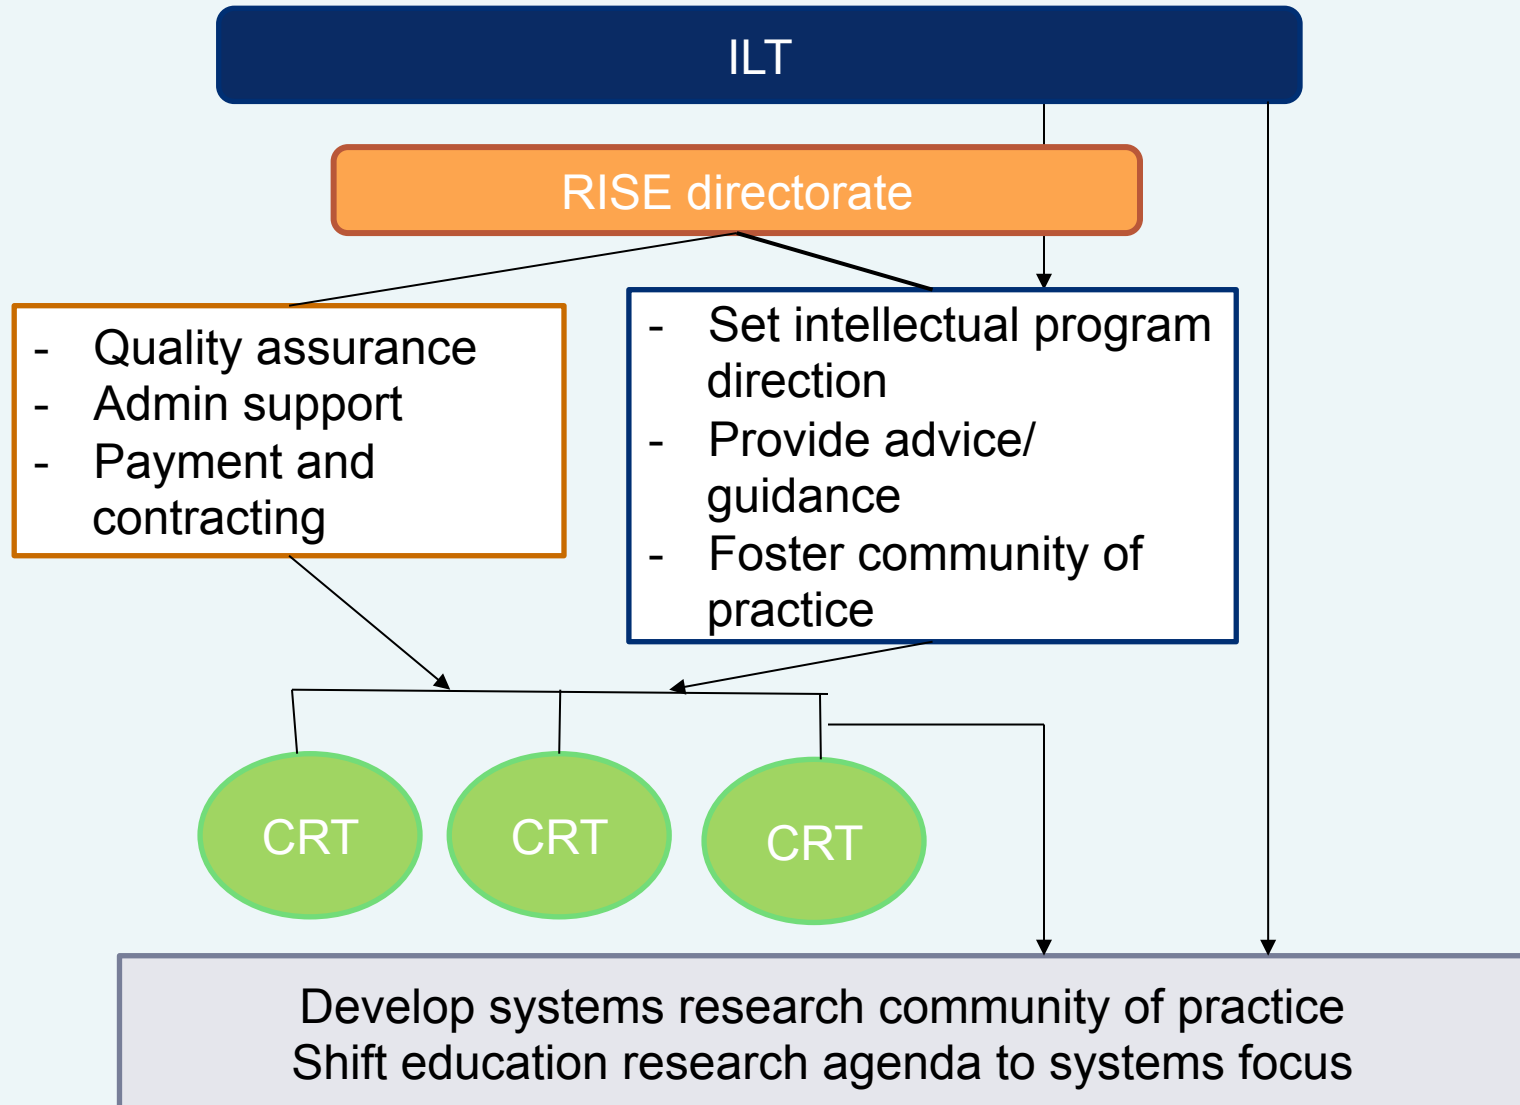 ILT
RISE directorate
- Quality assurance
- Admin support
- Payment and
contracting
- Set intellectual program
direction
- Provide advice/
guidance
- Foster community of
practice
CRT
CRT
CRT
Develop systems research community of practice
Shift education research agenda to systems focus